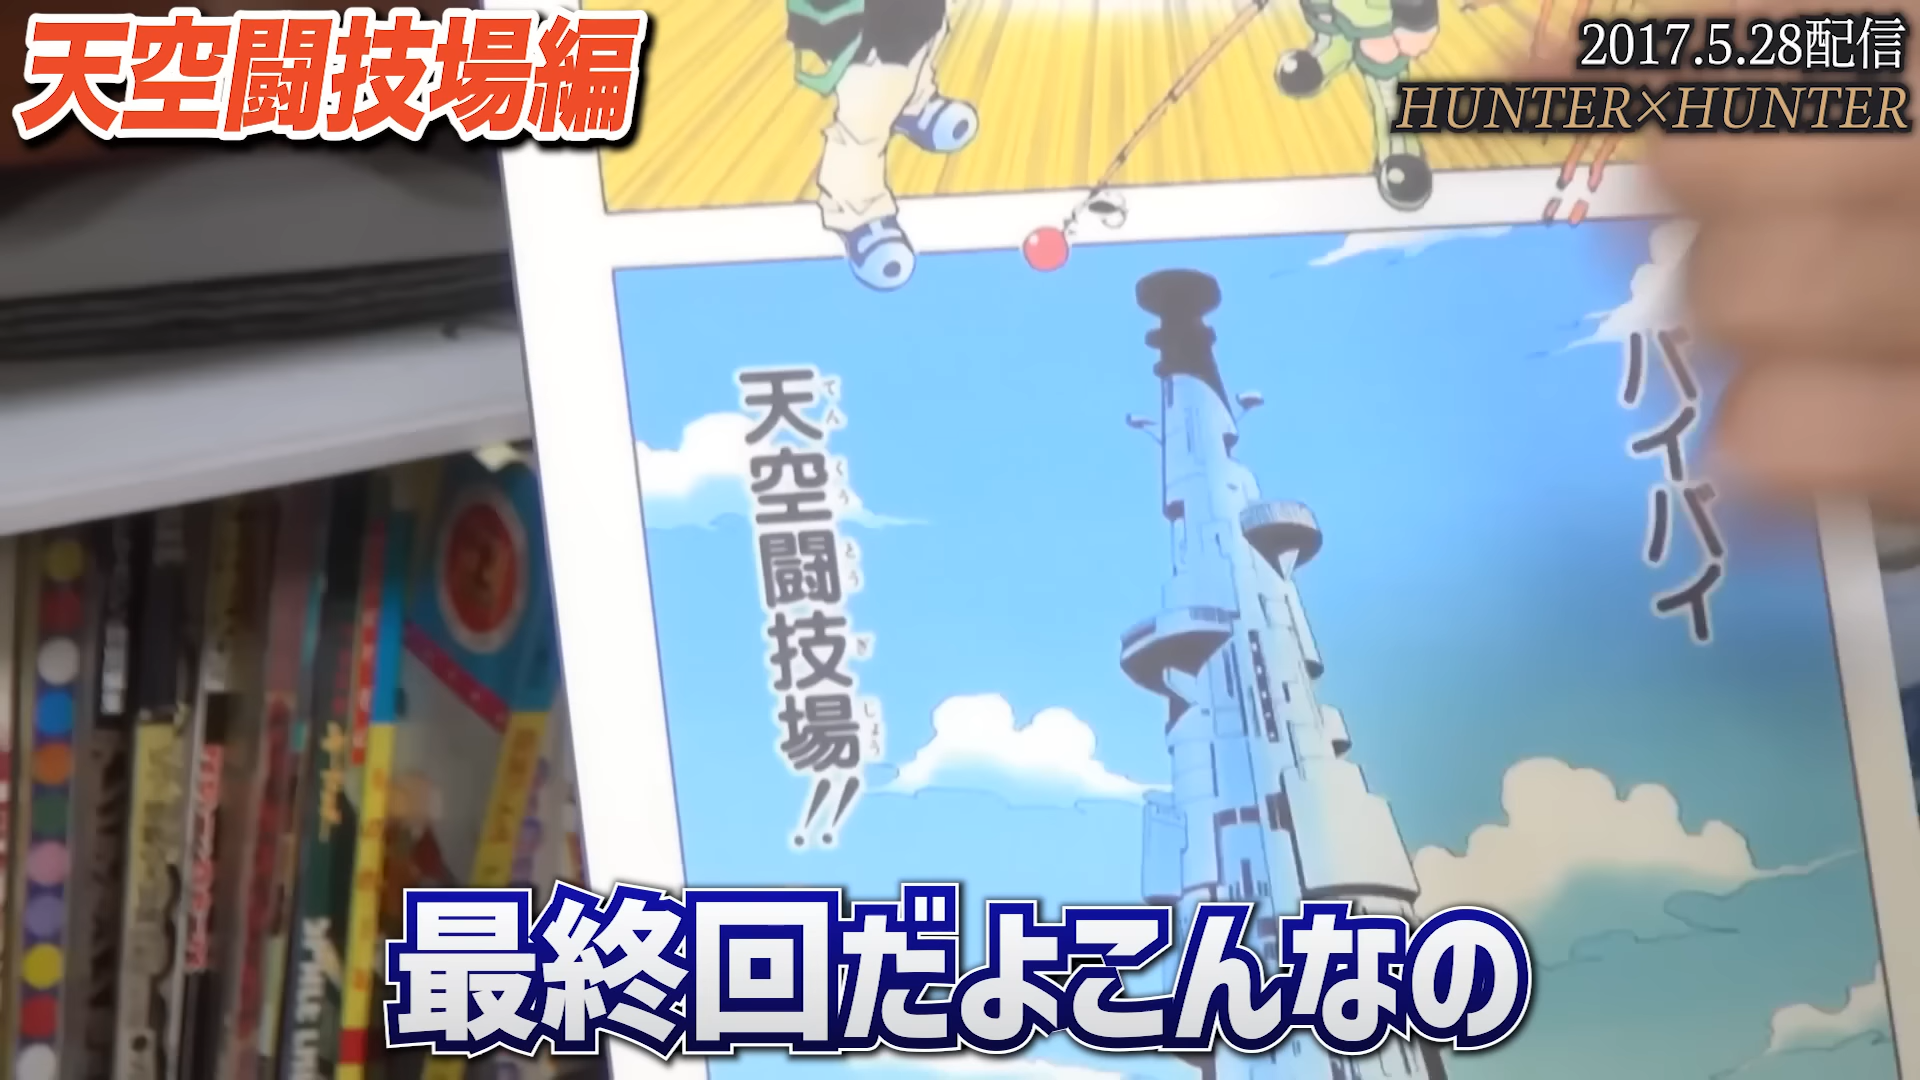 天空闘技場編
2017.5.28配信
HUNTER×HUNTER
バイバイ
天空闘技場!!
てんくうとうぎじょう
最終回だよこんなの